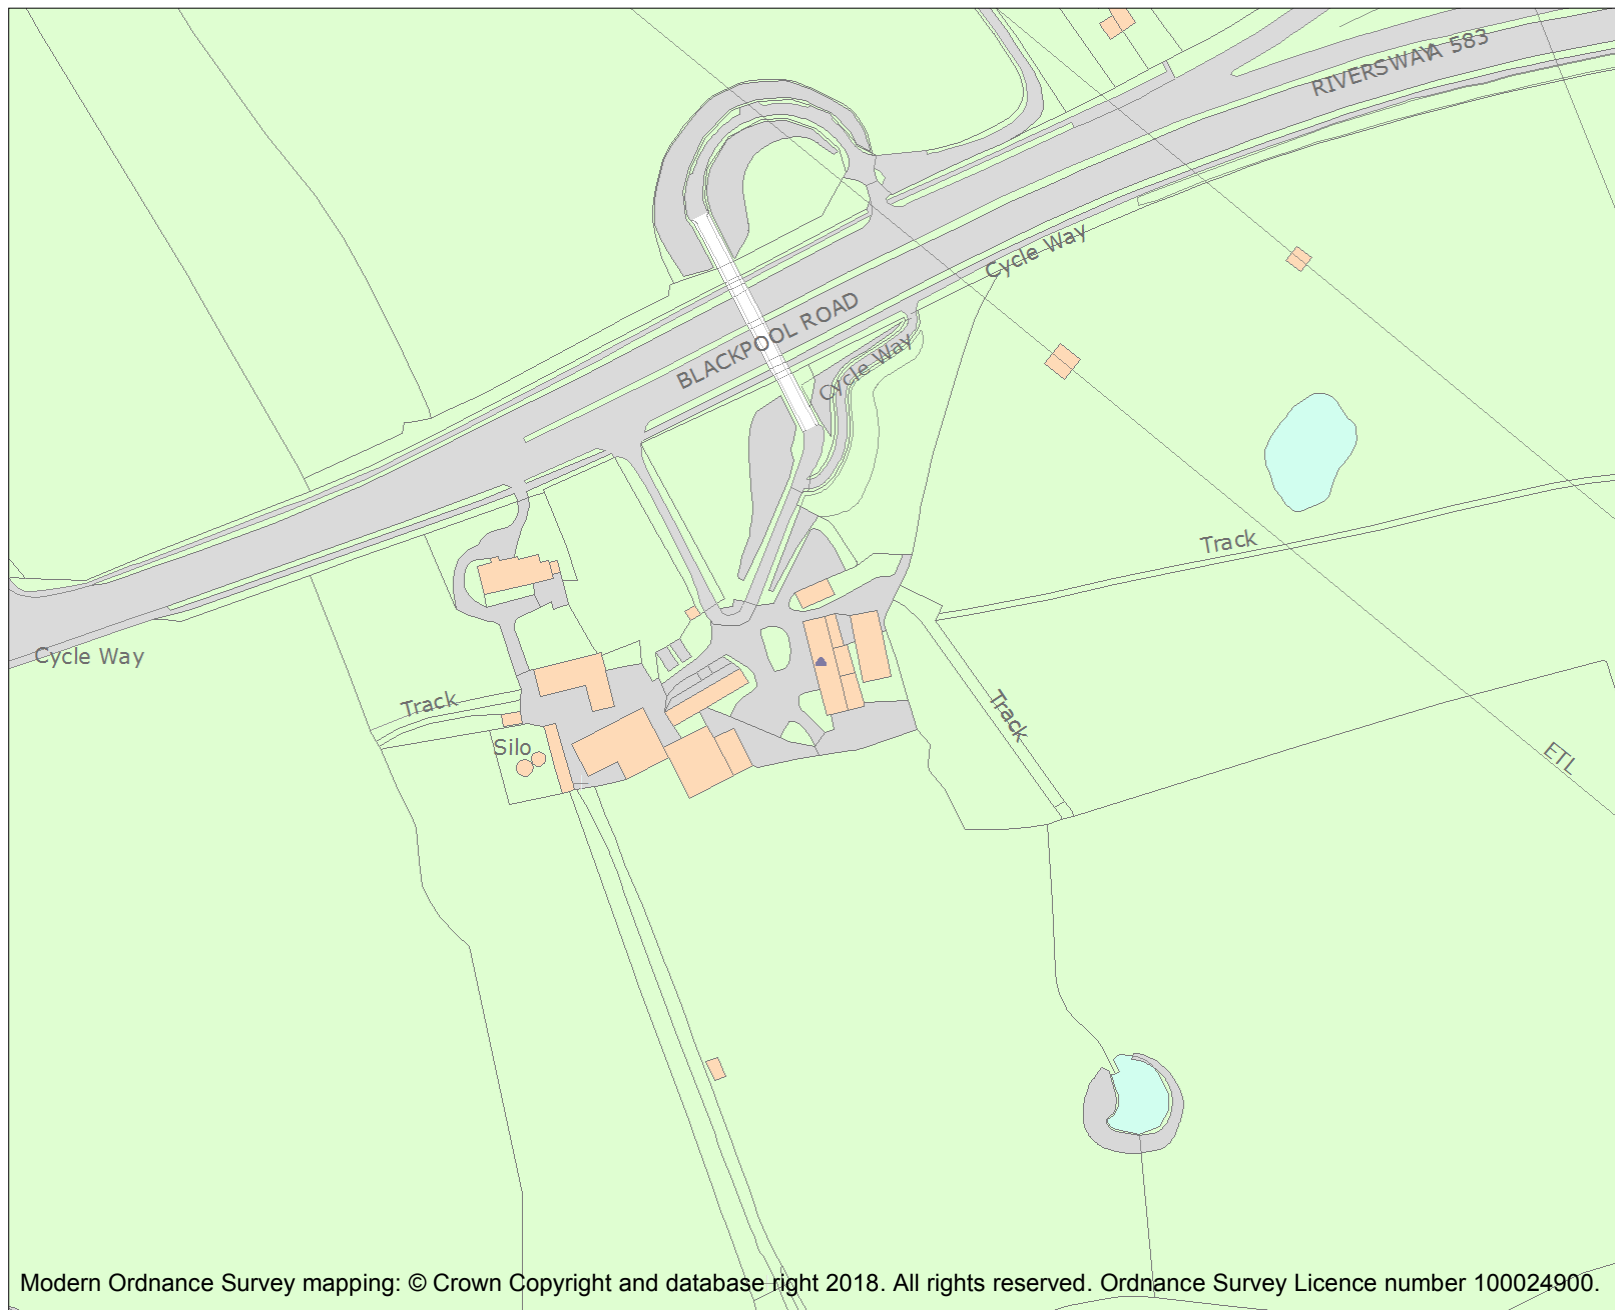 RIVERSWAY
A 583
Cycle Way
BLACKPOOL ROAD
Cycle Way
Track
Cycle Way
Track
Track
Silo
ETL
Modern Ordnance Survey mapping: © Crown Copyright and database right 2018. All rights reserved. Ordnance Survey Licence number 100024900.